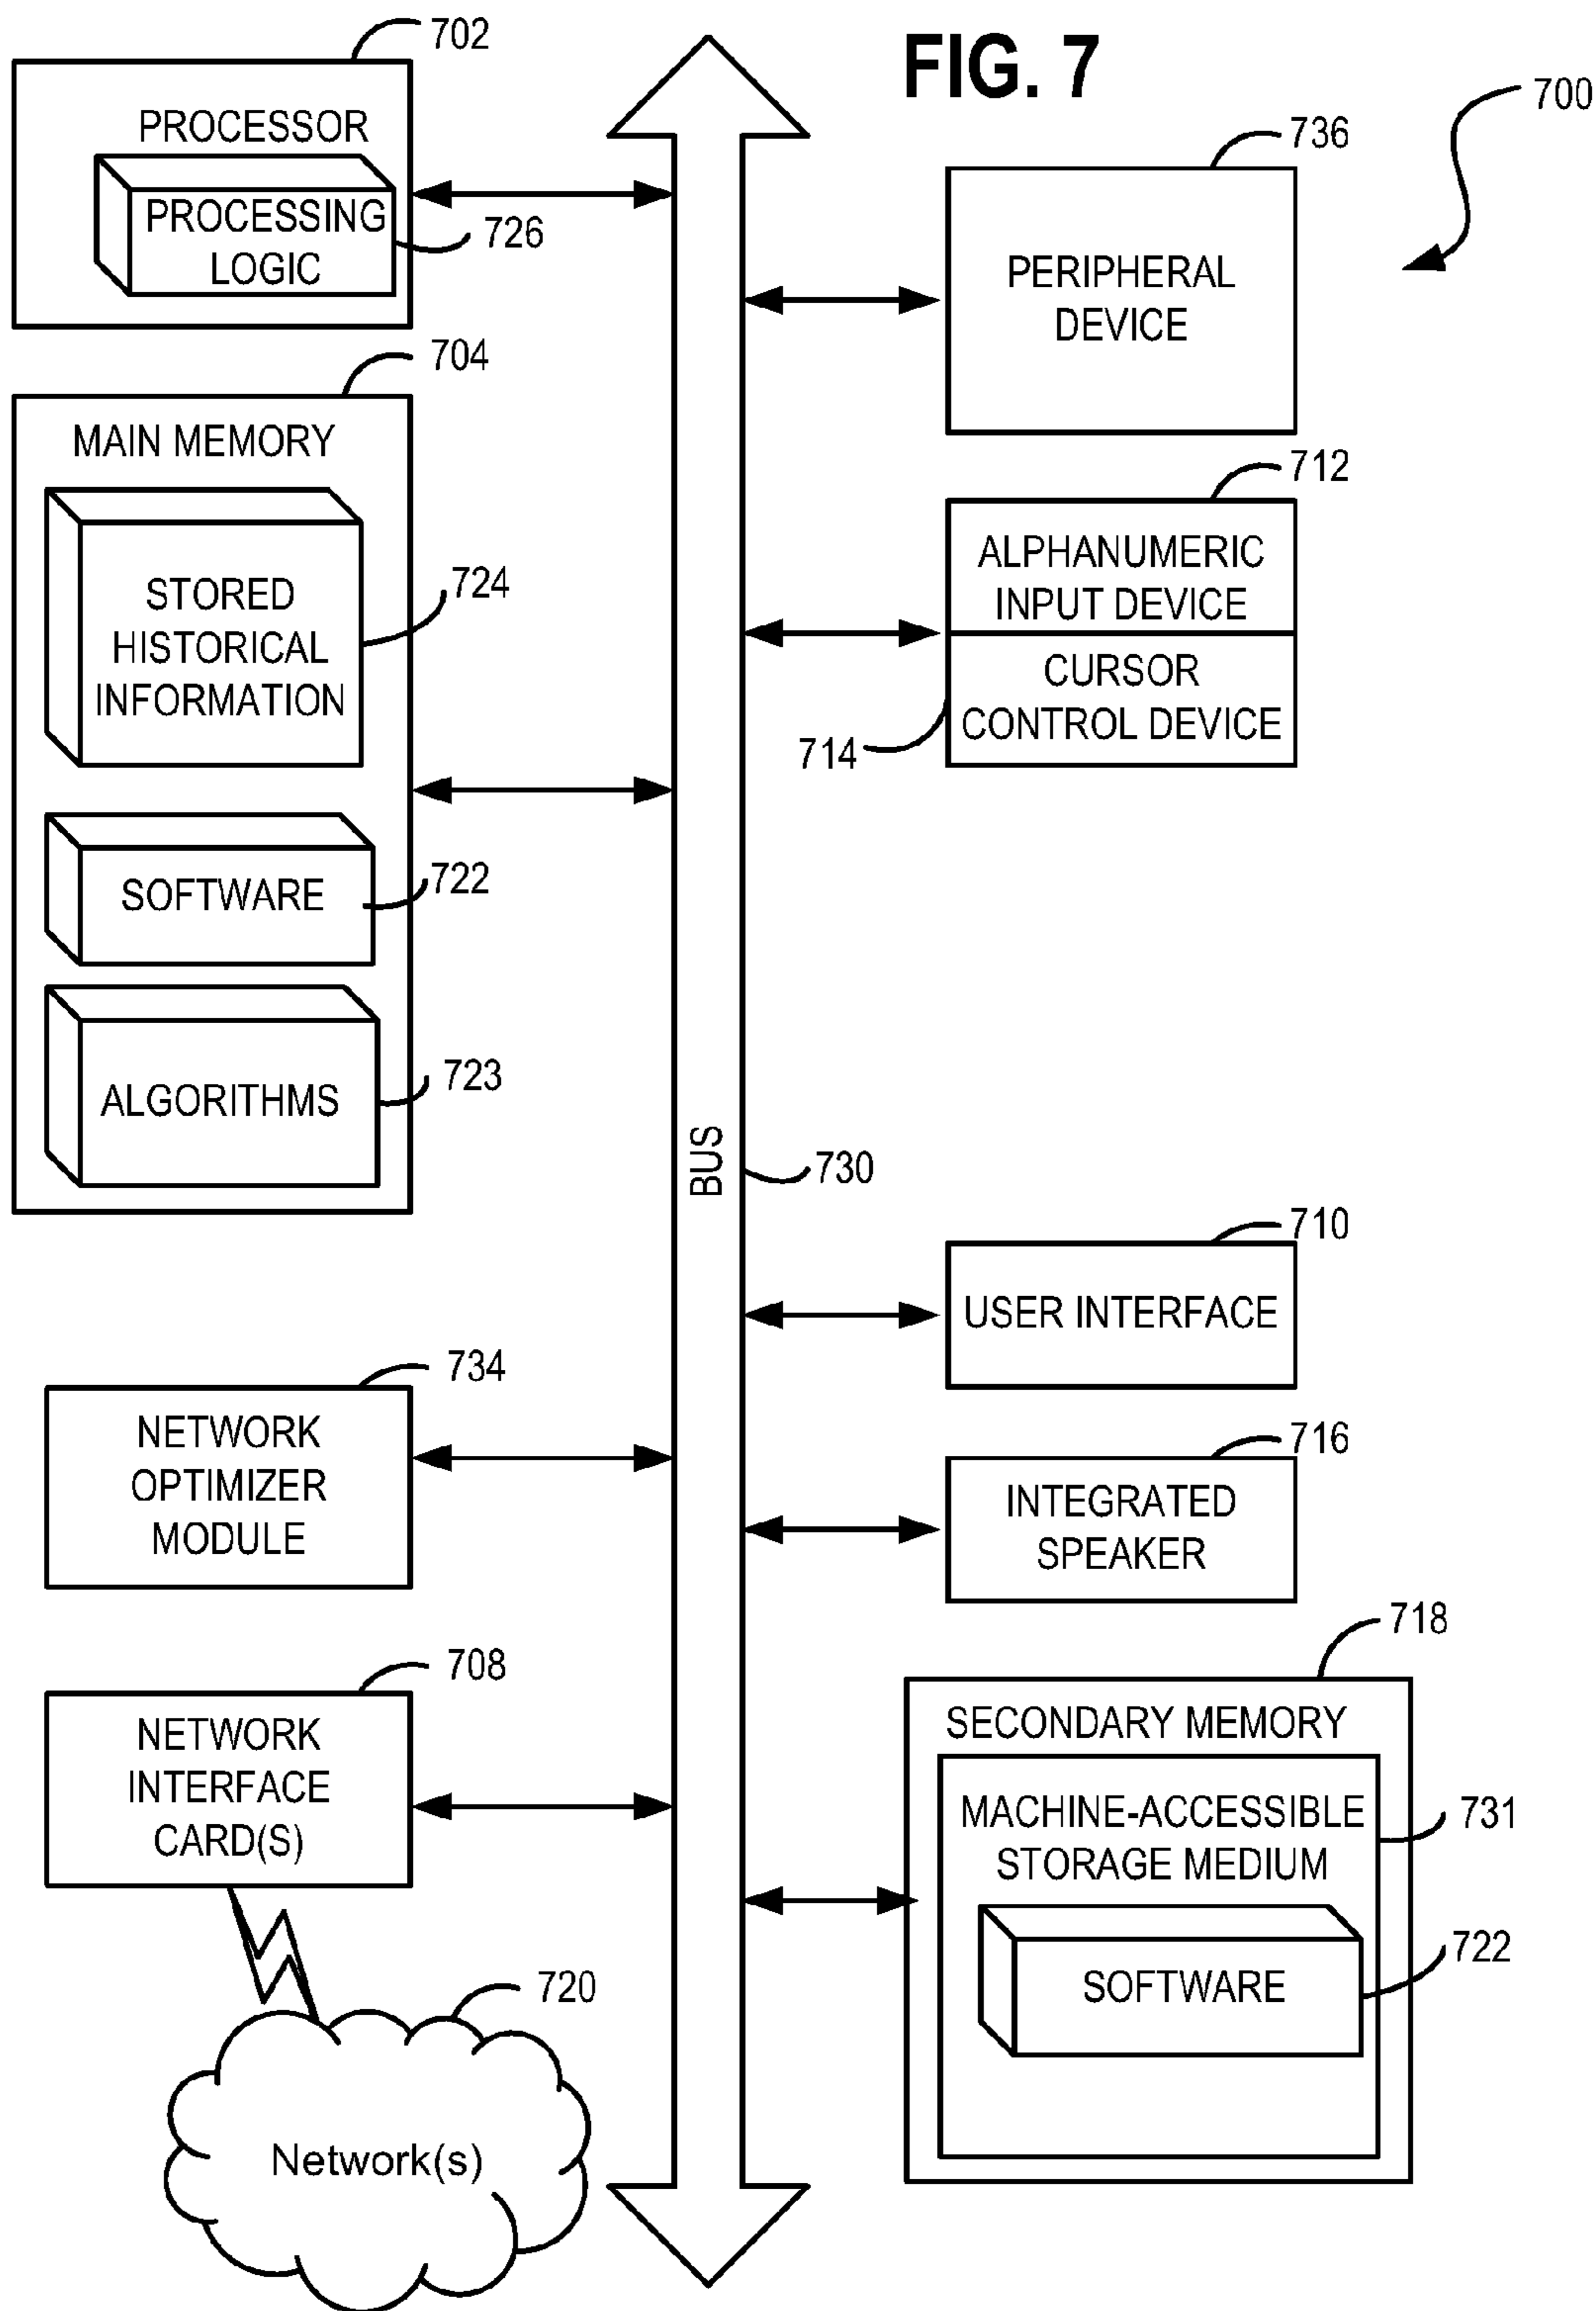 FIG. 7
700
702
PROCESSOR
PROCESSING
LOGIC
726
704
MAIN MEMORY
STORED
HISTORICAL
INFORMATION
724
SOFTWARE
722
ALGORITHMS
723
734
NETWORK
OPTIMIZER
MODULE
708
NETWORK
INTERFACE
CARD(S)
720
Network(s)
BUS
730
736
PERIPHERAL
DEVICE
712
ALPHANUMERIC
INPUT DEVICE
CURSOR
CONTROL DEVICE
714
710
USER INTERFACE
716
INTEGRATED
SPEAKER
718
SECONDARY MEMORY
MACHINE-ACCESSIBLE
STORAGE MEDIUM
731
SOFTWARE
722